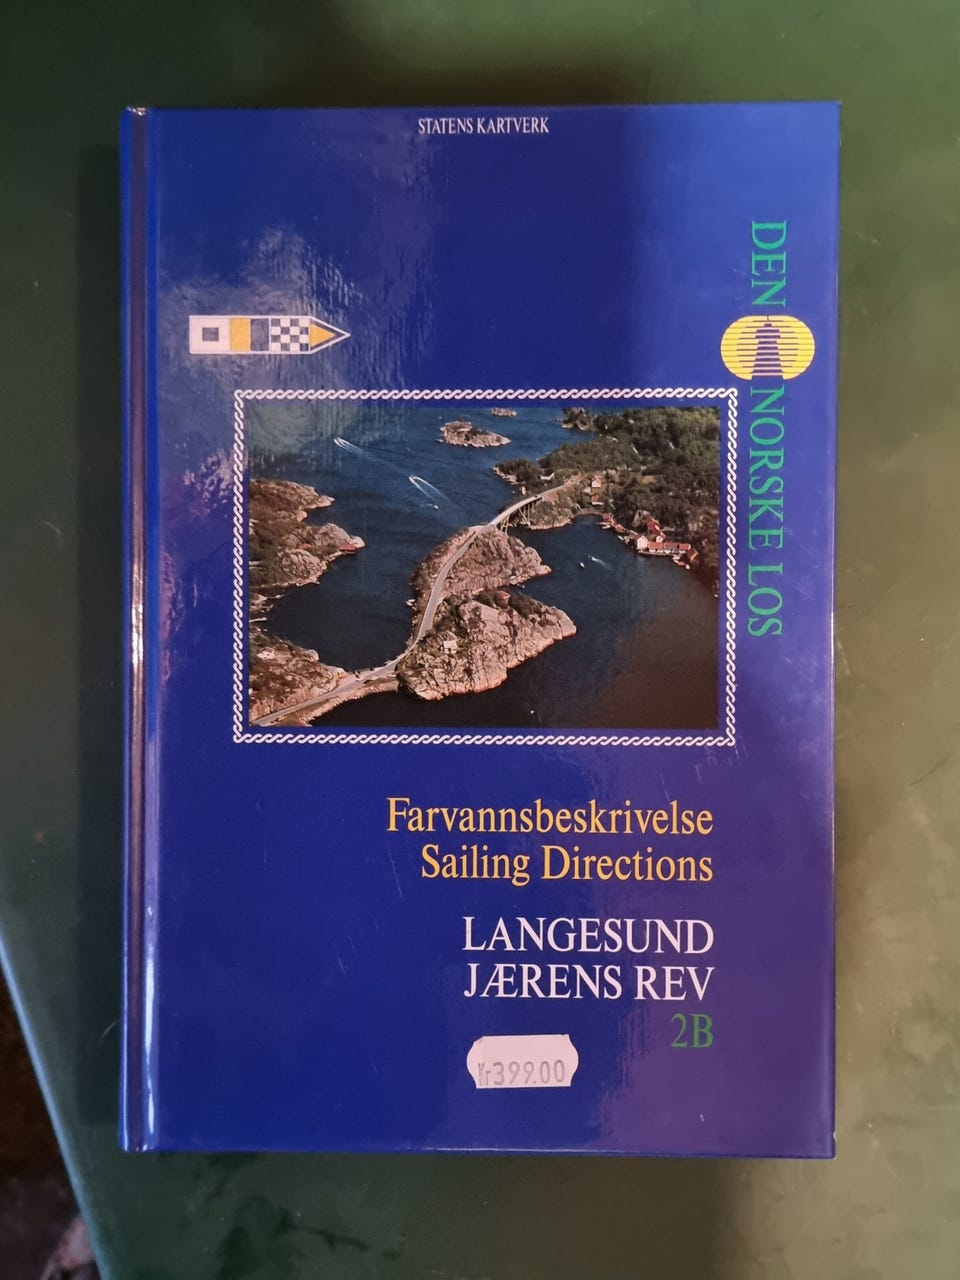 STATENS KARTVERK
DEN NORSKE LOS
Farvannsbeskrivelse
Sailing Directions
LANGESUND
JÆRENS REV
2B
Kr399.00